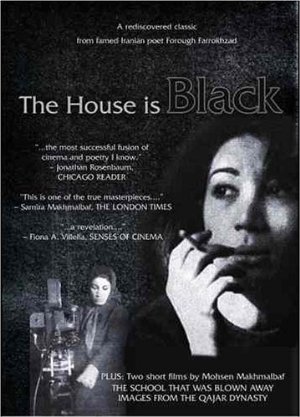 A rediscovered classic
from famed Iranian poet Forough Farrokhzad
The House is Black
"...the most successful fusion of
cinema and poetry I know."
– Jonathan Rosenbaum,
CHICAGO READER
"This is one of the true masterpieces...."
– Samira Makhmalbaf, THE LONDON TIMES
"...a revelation...."
– Fiona A. Villella, SENSES OF CINEMA
PLUS: Two short films by Mohsen Makhmalbaf
THE SCHOOL THAT WAS BLOWN AWAY
IMAGES FROM THE QAJAR DYNASTY